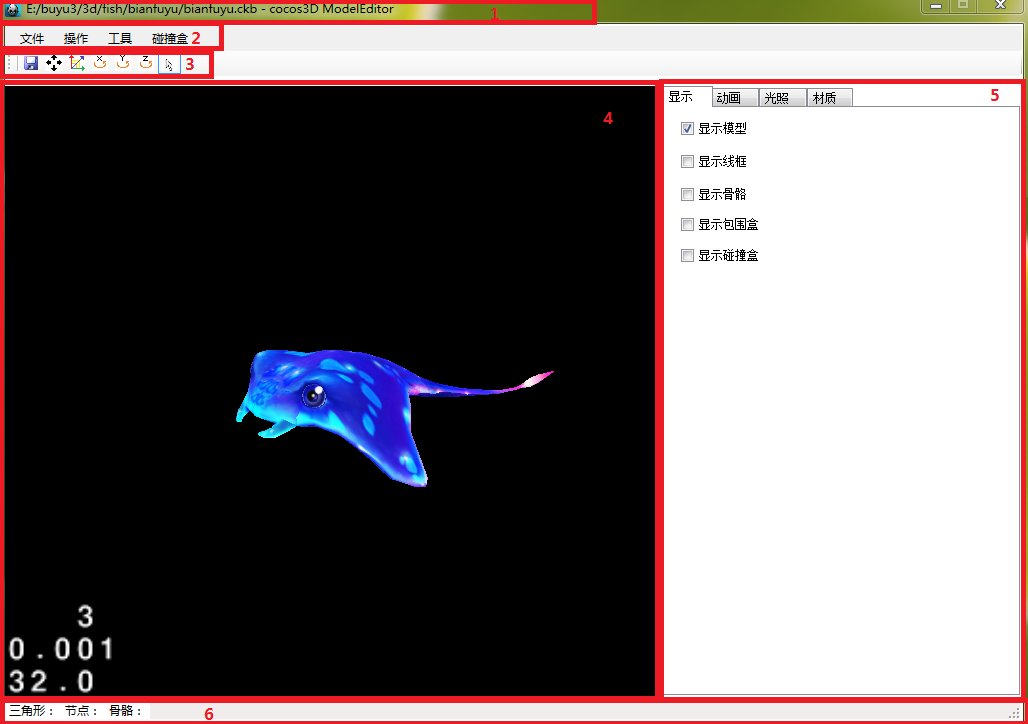 E:/buyu3/3d/fish/bianfuyu/bianfuyu.ckb - cocos3D ModelEditor 1
文件 操作 工具 碰撞盒 2
X Y Z 3
4
显示 动画 光照 材质 5
显示模型
显示线框
显示骨骼
显示包围盒
显示碰撞盒
3
0.001
32.0
三角形： 节点： 骨骼： 6